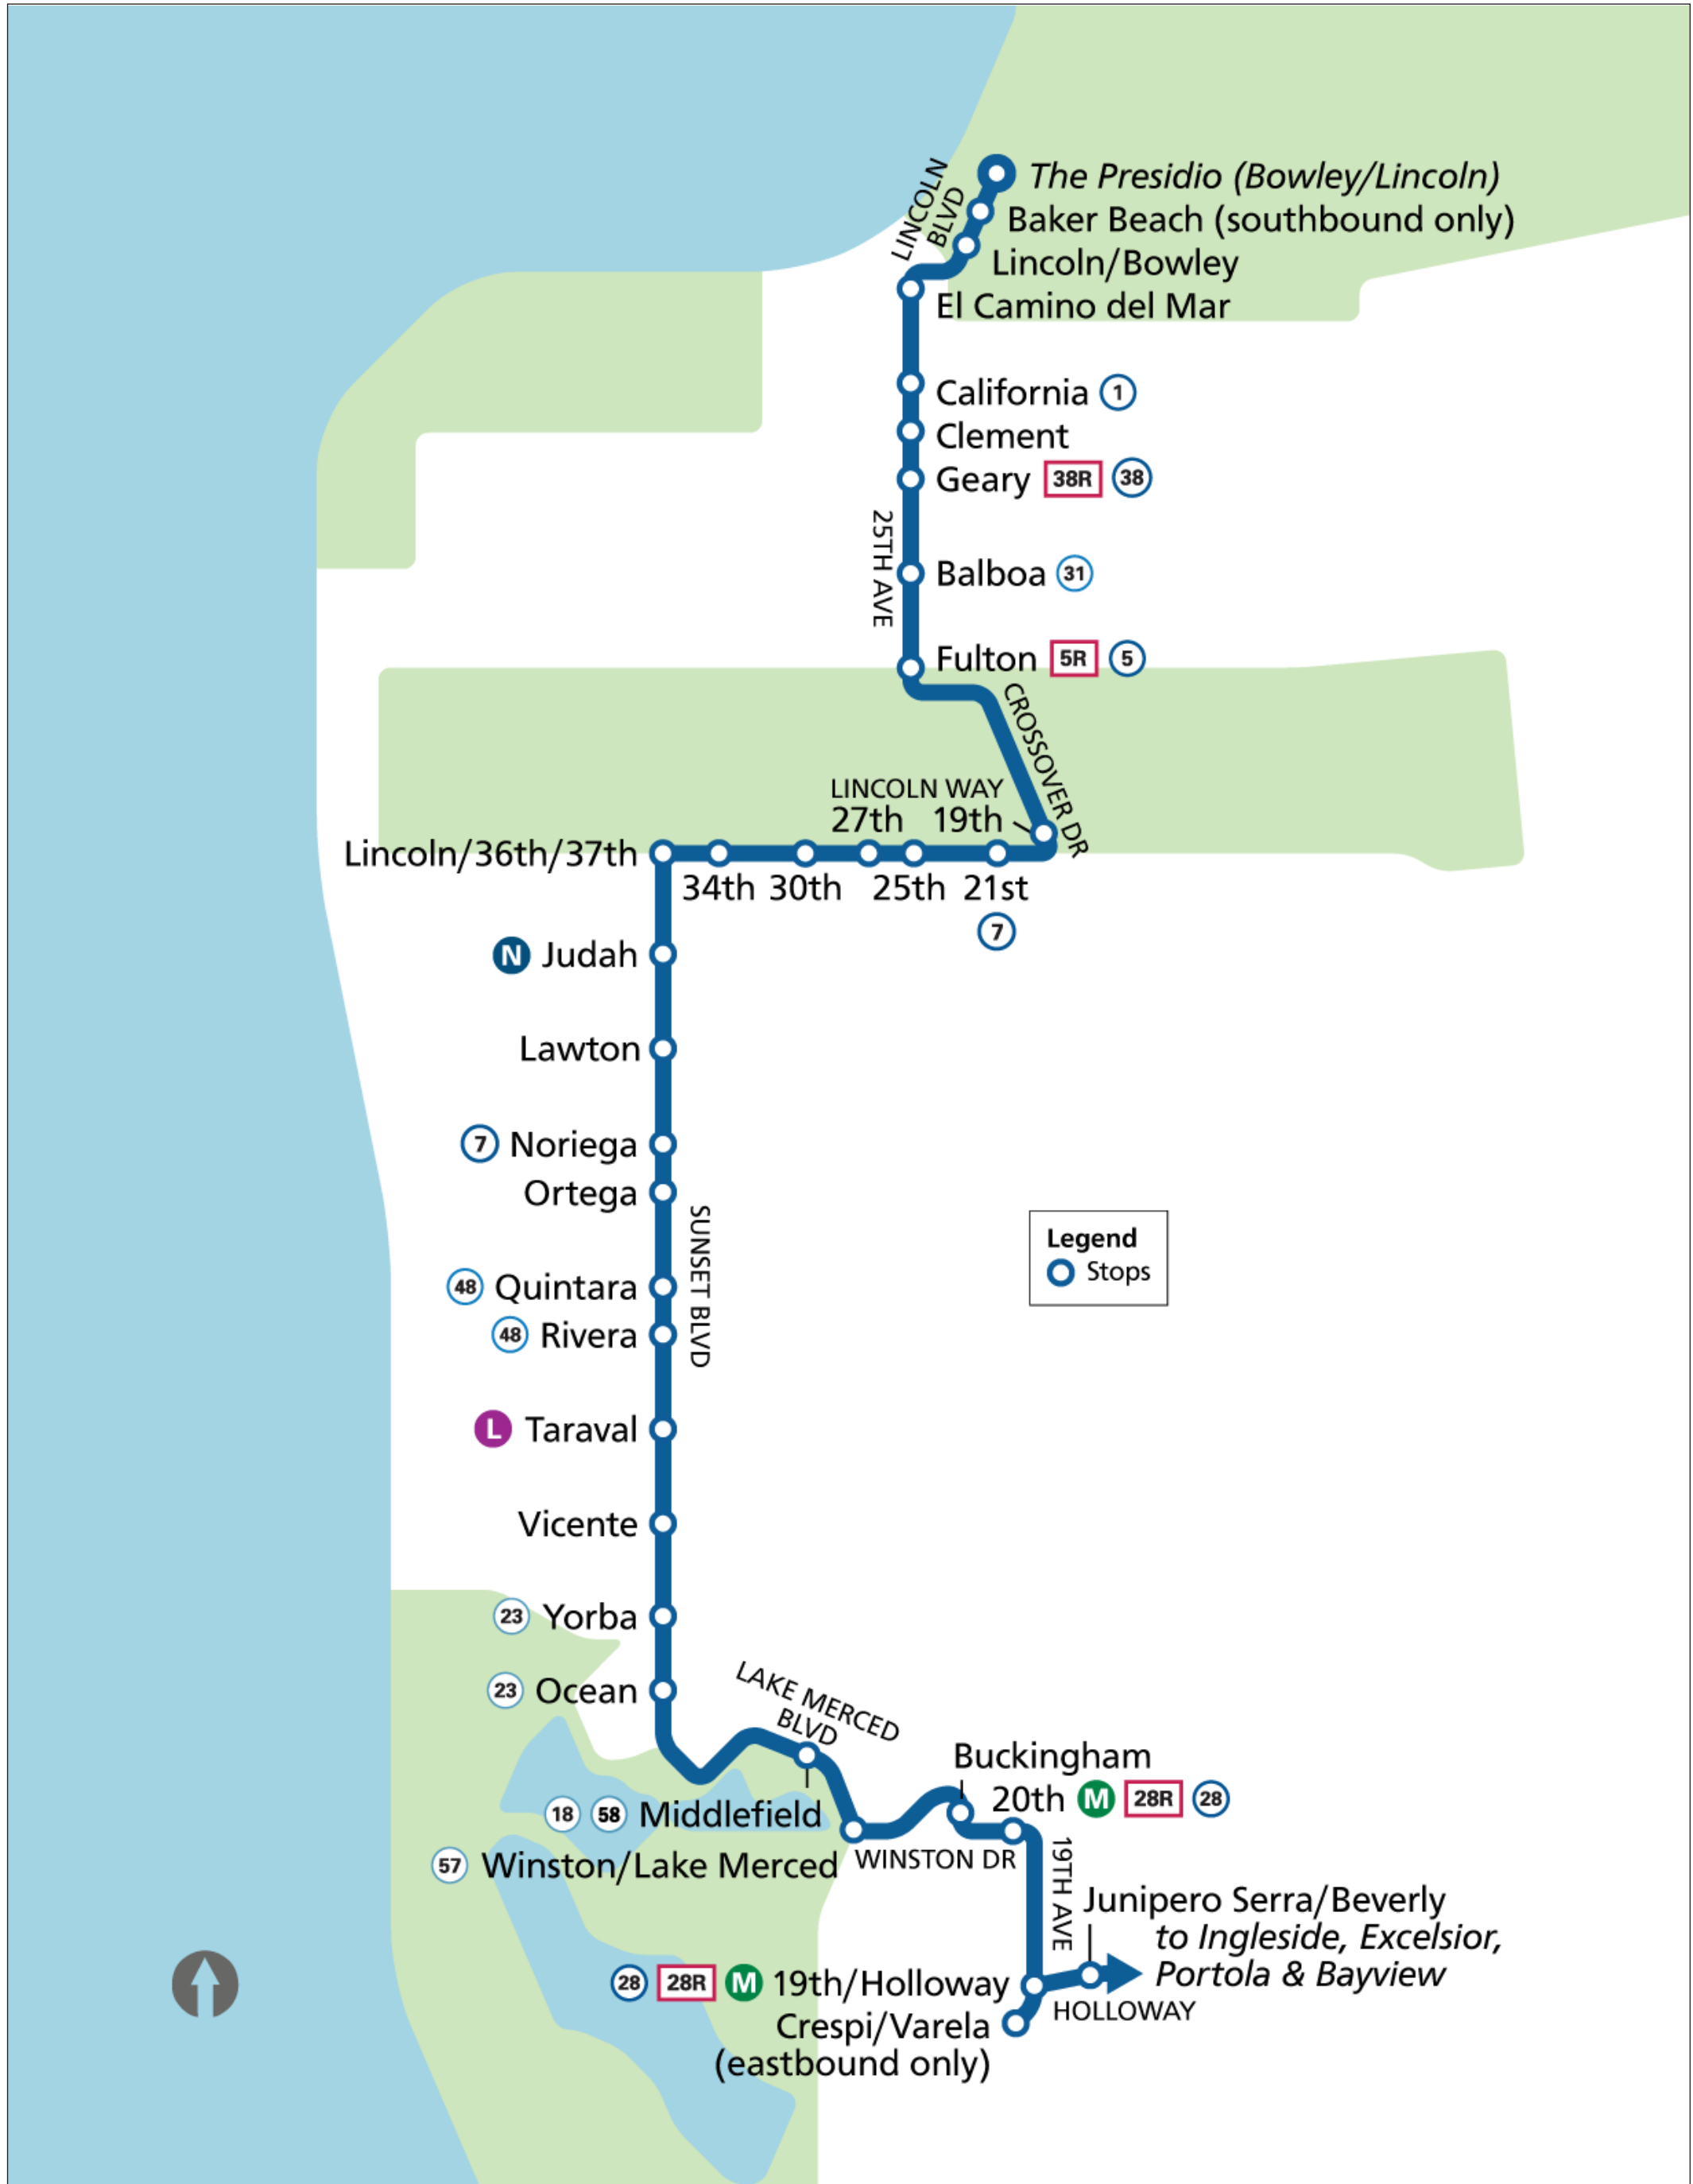 The Presidio (Bowley/Lincoln)
LINCOLN
BLVD
Baker Beach (southbound only)
Lincoln/Bowley
El Camino del Mar
California 1
Clement
Geary 38R 38
25TH AVE
Balboa 31
Fulton 5R 5
CROSSOVER DR
LINCOLN WAY
27th 19th
Lincoln/36th/37th
34th 30th 25th 21st
7
N Judah
Lawton
7 Noriega
Ortega
SUNSET BLVD
Legend
Stops
48 Quintara
48 Rivera
L Taraval
Vicente
23 Yorba
23 Ocean
LAKE MERCED
BLVD
Buckingham
20th M 28R 28
18 58 Middlefield
57 Winston/Lake Merced
WINSTON DR
19TH AVE
Junipero Serra/Beverly
to Ingleside, Excelsior,
Portola & Bayview
28 28R M 19th/Holloway
HOLLOWAY
Crespi/Varela
(eastbound only)